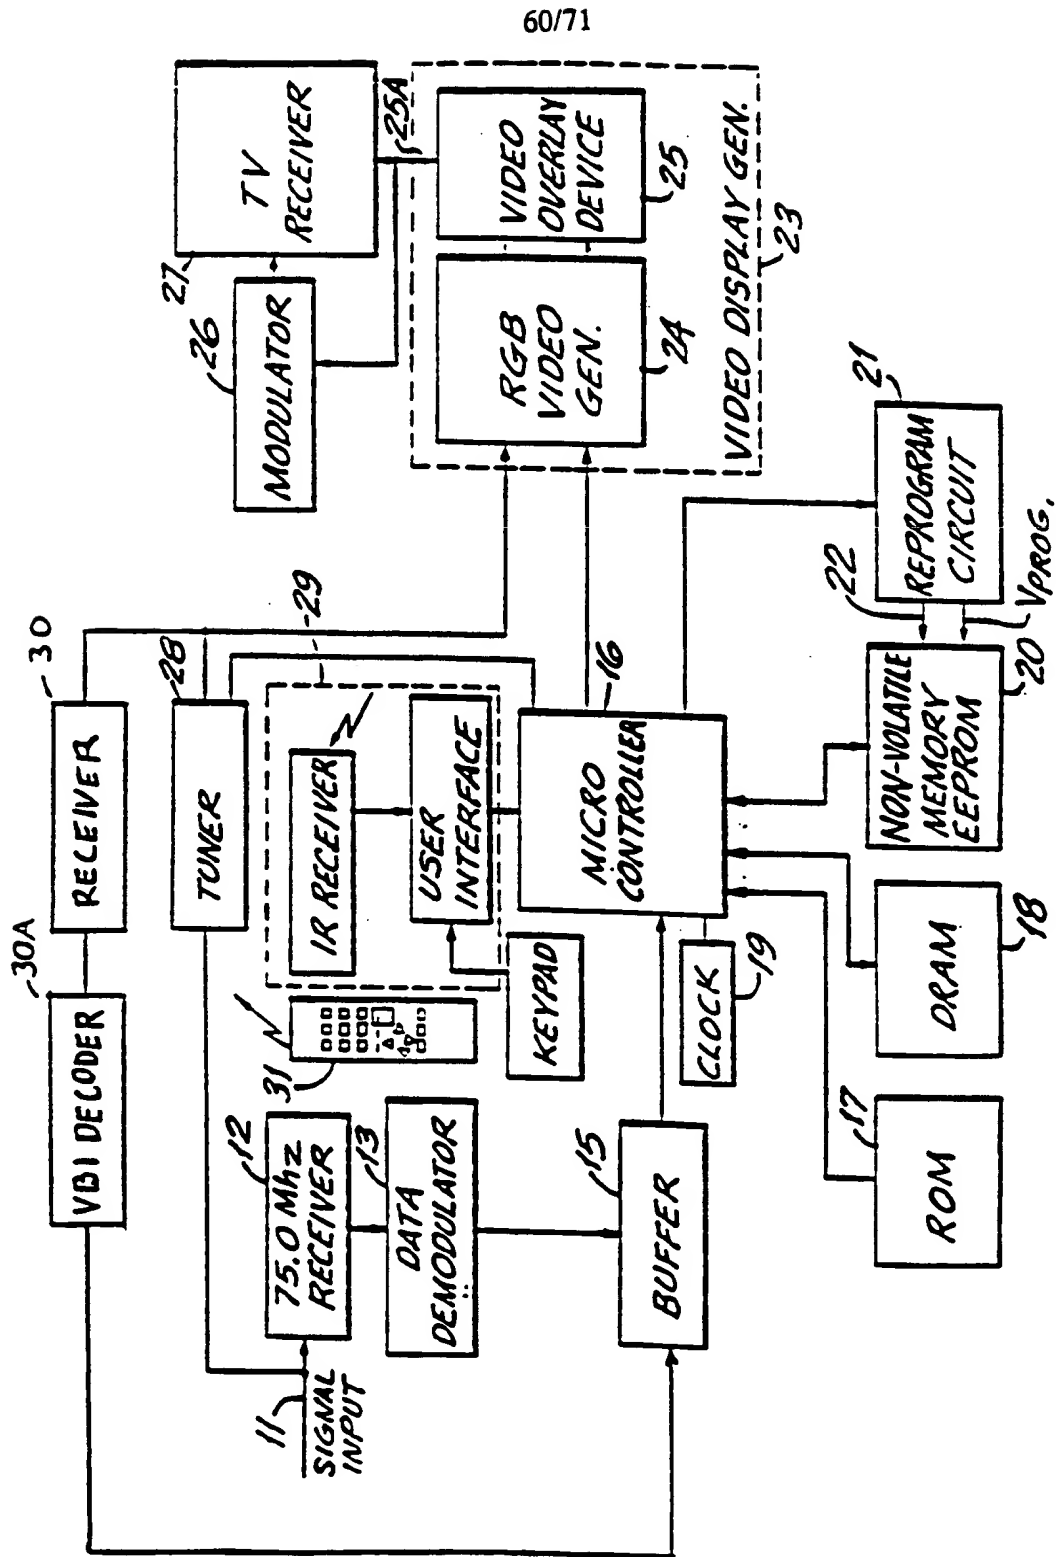 60/71
30A
VBI DECODER
30
RECEIVER
28
TUNER
27
TV
RECEIVER
26
MODULATOR
25A
11
SIGNAL
INPUT
12
75.0 Mhz
RECEIVER
13
DATA
DEMODULATOR
31
29
IR RECEIVER
USER
INTERFACE
KEYPAD
RGB
VIDEO
GEN.
24
VIDEO
OVERLAY
DEVICE
25
VIDEO DISPLAY GEN.
23
15
BUFFER
16
MICRO
CONTROLLER
CLOCK
19
17
ROM
DRAM
18
NON-VOLATILE
MEMORY
EEPROM
20
22
VPROG.
21
REPROGRAM
CIRCUIT